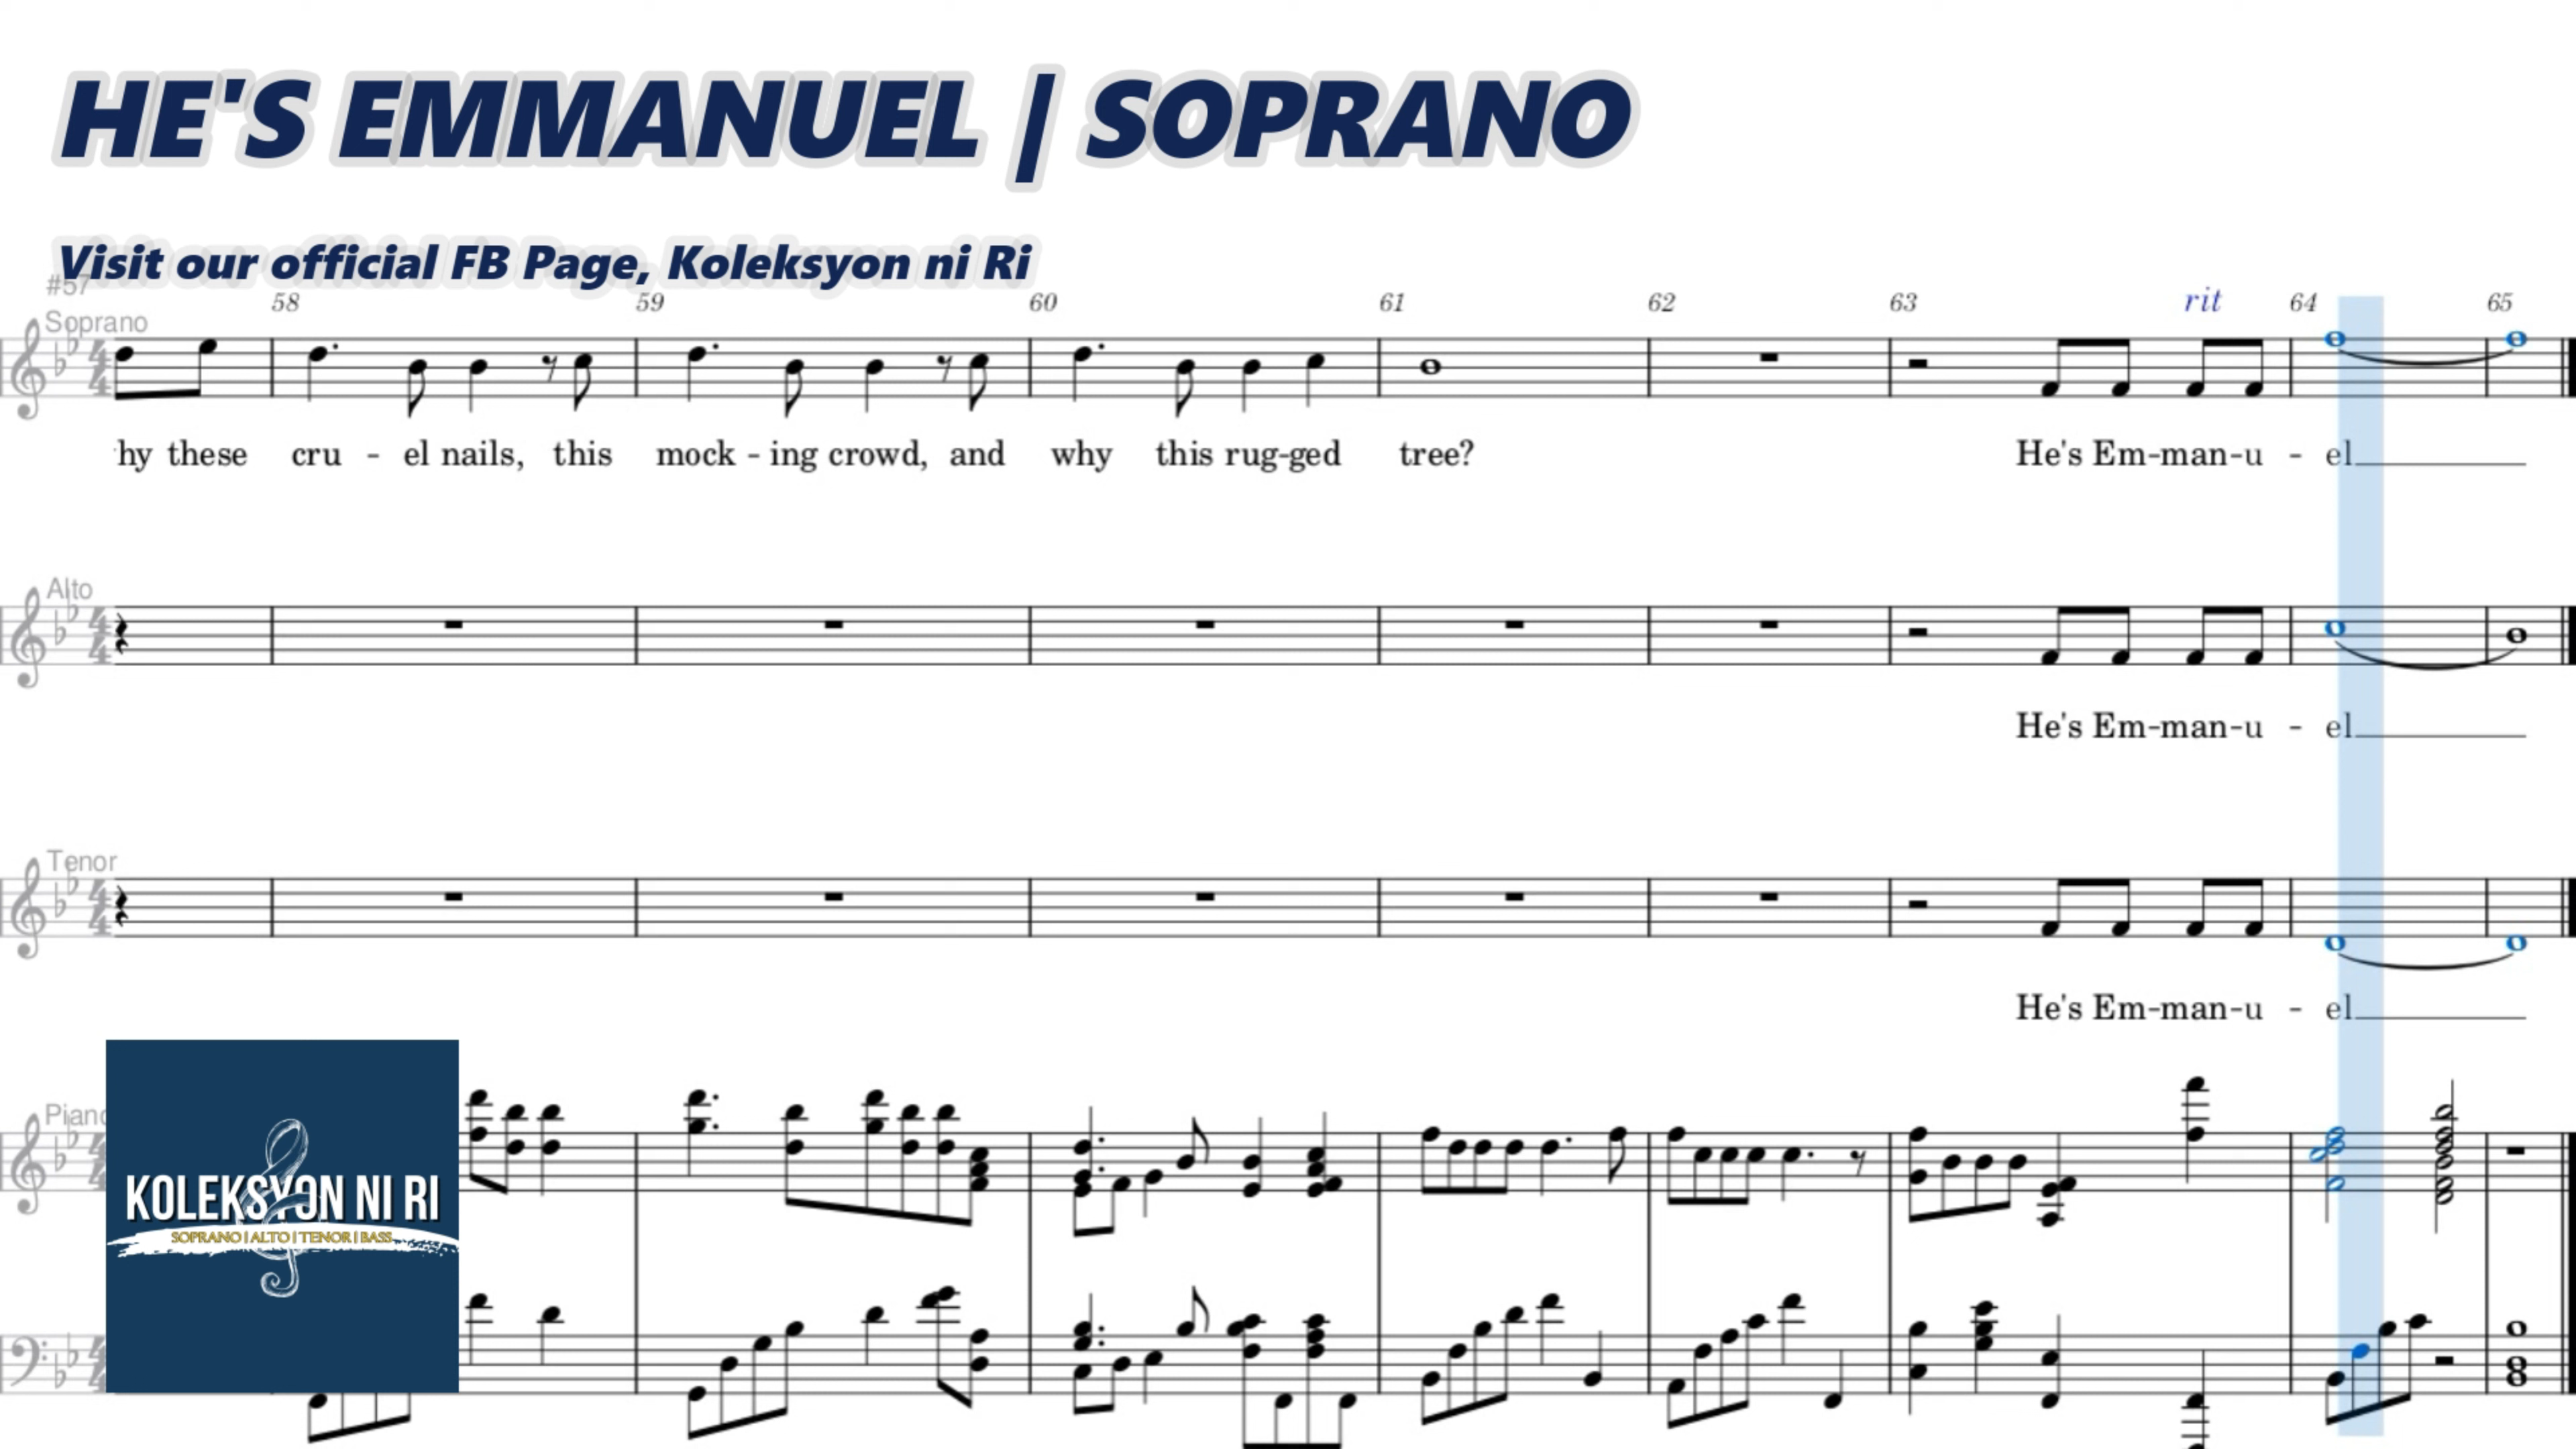 HE'S EMMANUEL | SOPRANO
Visit our official FB Page, Koleksyon ni Ri
#57 58 59 60 61 62 63 rit 64 65
Soprano
hy these cru - el nails, this mock - ing crowd, and why this rug-ged tree? He's Em-man-u - el
Alto
He's Em-man-u - el
Tenor
He's Em-man-u - el
Piano
KOLEKSYON NI RI
SOPRANO | ALTO | TENOR | BASS